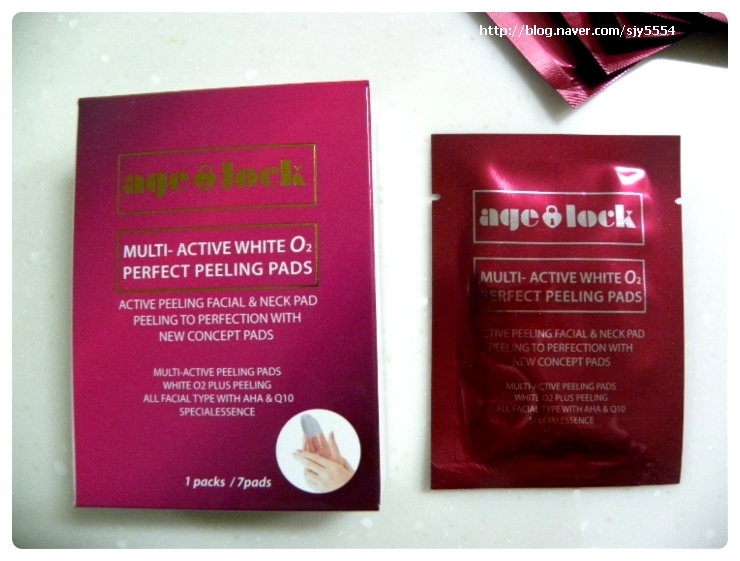 http://blog.naver.com/sjy5554
age lock
MULTI- ACTIVE WHITE O2
PERFECT PEELING PADS
ACTIVE PEELING FACIAL & NECK PAD
PEELING TO PERFECTION WITH
NEW CONCEPT PADS
MULTI-ACTIVE PEELING PADS
WHITE O2 PLUS PEELING
ALL FACIAL TYPE WITH AHA & Q10
SPECIALESSENCE
1 packs / 7pads
age lock
MULTI- ACTIVE WHITE O2
PERFECT PEELING PADS
ACTIVE PEELING FACIAL & NECK PAD
PEELING TO PERFECTION WITH
NEW CONCEPT PADS
MULTI-ACTIVE PEELING PADS
WHITE O2 PLUS PEELING
ALL FACIAL TYPE WITH AHA & Q10
SPECIALESSENCE